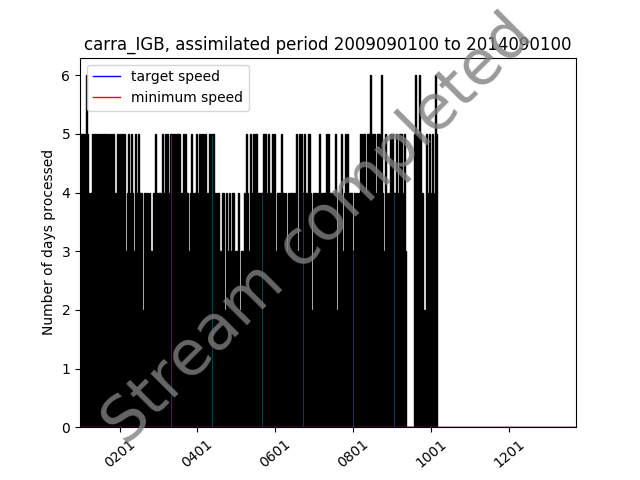 carra_IGB, assimilated period 2009090100 to 2014090100
target speed
minimum speed
Number of days processed
6
5
4
3
2
1
0
0201
0401
0601
0801
1001
1201
Stream completed